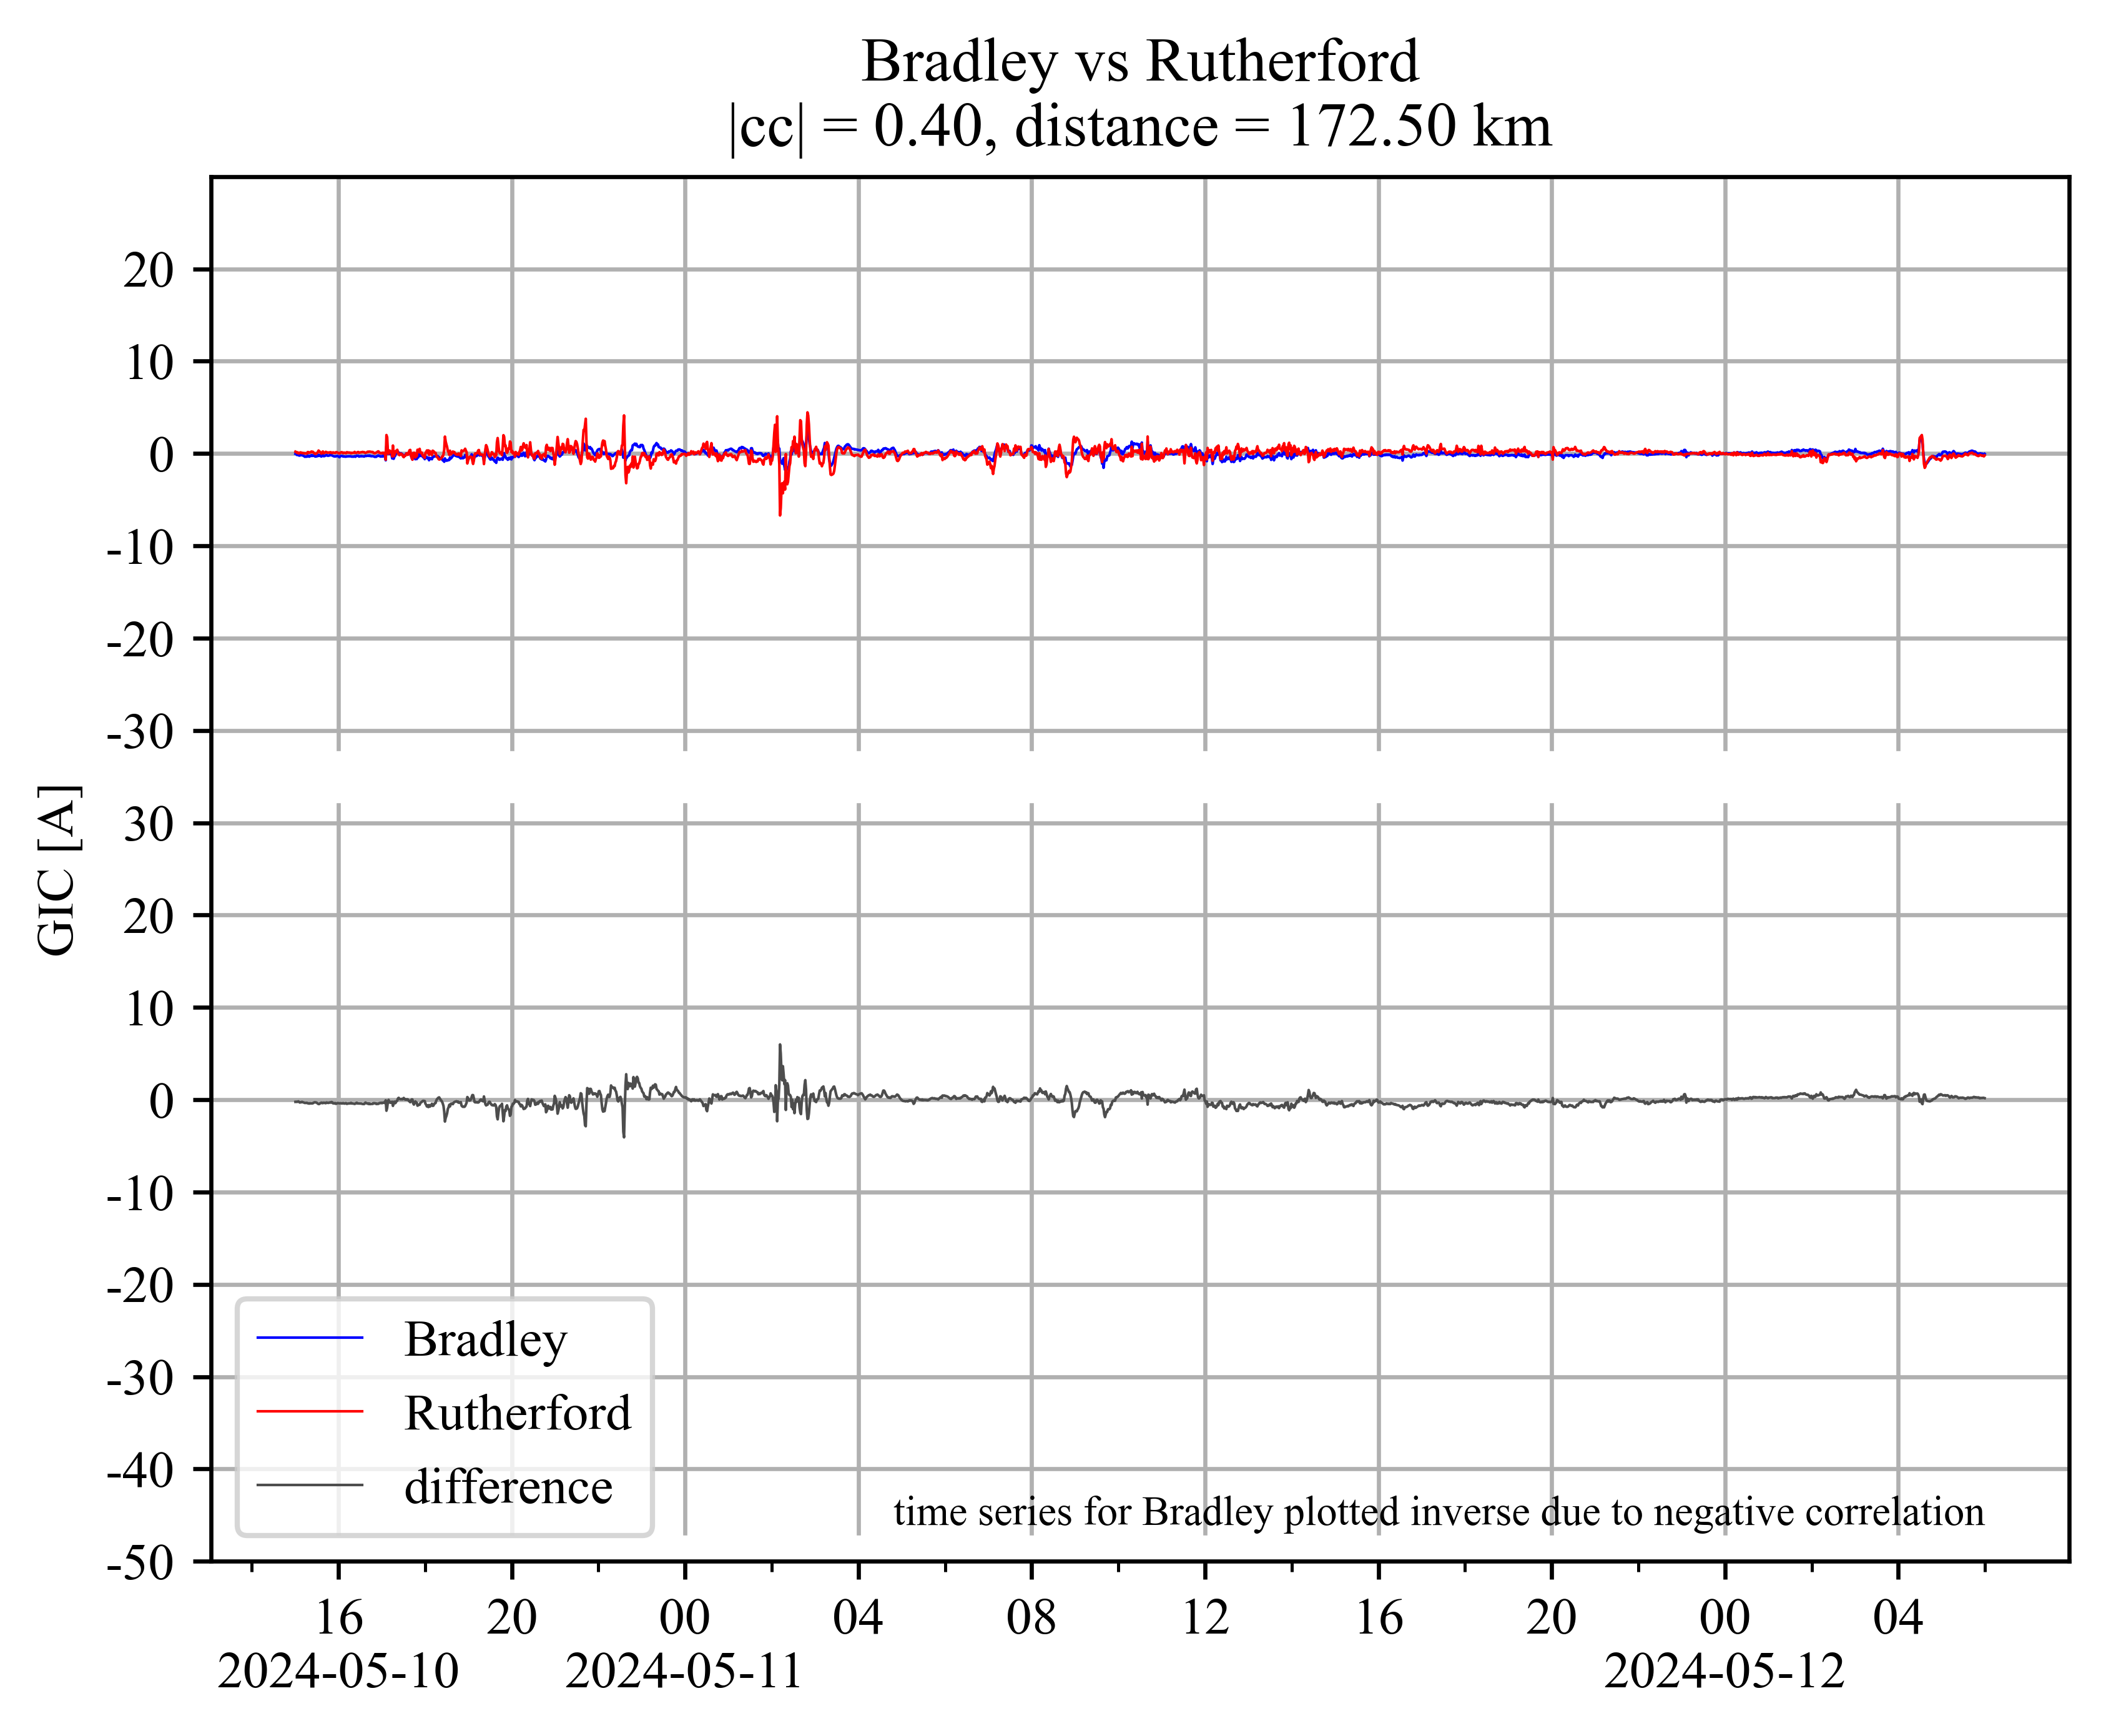 Bradley vs Rutherford
|cc| = 0.40, distance = 172.50 km
20
10
0
-10
-20
-30
30
20
10
0
-10
-20
-30
-40
-50
GIC [A]
Bradley
Rutherford
difference
time series for Bradley plotted inverse due to negative correlation
16 20 00 04 08 12 16 20 00 04
2024-05-10 2024-05-11 2024-05-12